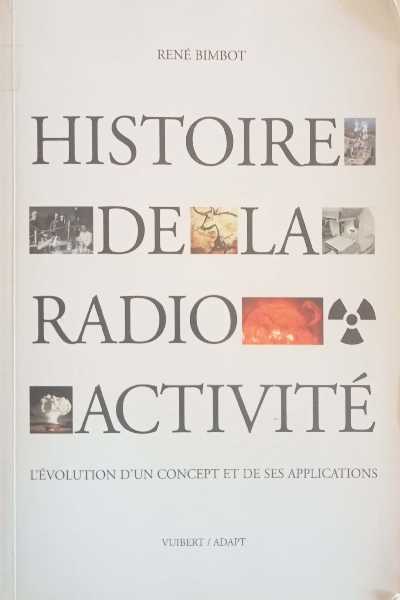 RENÉ BIMBOT
HISTOIRE
DE LA
RADIO
ACTIVITÉ
L'ÉVOLUTION D'UN CONCEPT ET DE SES APPLICATIONS
VUIBERT / ADAPT